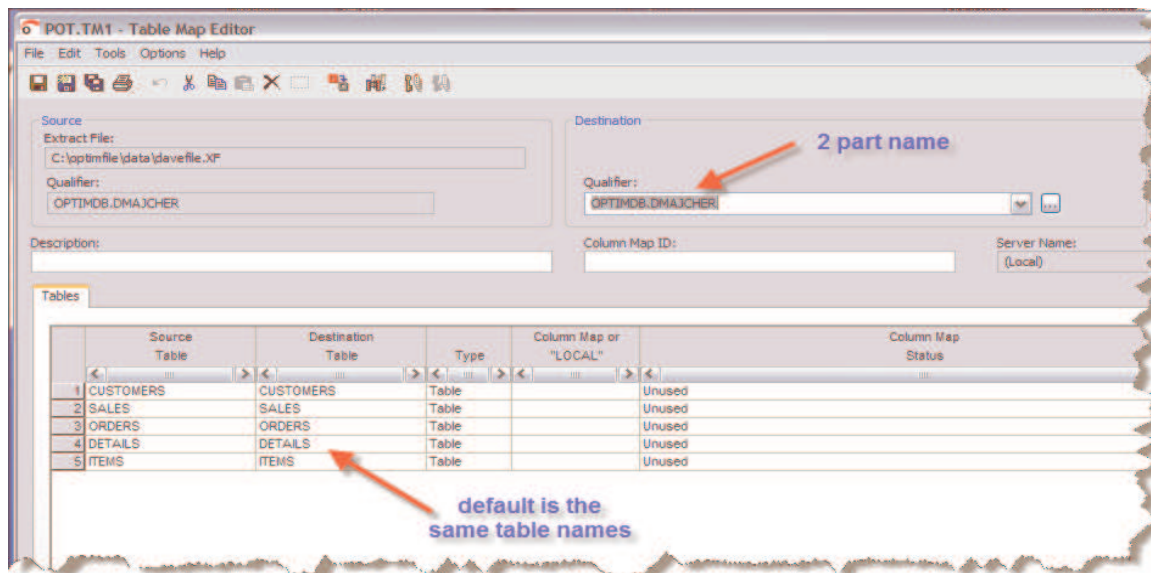 POT.TM1 - Table Map Editor
File Edit Tools Options Help
Source
Destination
Extract File:
C:\optimfile\data\davefile.XF
2 part name
Qualifier:
Qualifier:
OPTIMDB.DMAJCHER
OPTIMDB.DMAJCHER
...
Description:
Column Map ID:
Server Name:
(Local)
Tables
Source Table
Destination Table
Type
Column Map or "LOCAL"
Column Map Status
1 CUSTOMERS CUSTOMERS Table Unused
2 SALES SALES Table Unused
3 ORDERS ORDERS Table Unused
4 DETAILS DETAILS Table Unused
5 ITEMS ITEMS Table Unused
default is the
same table names